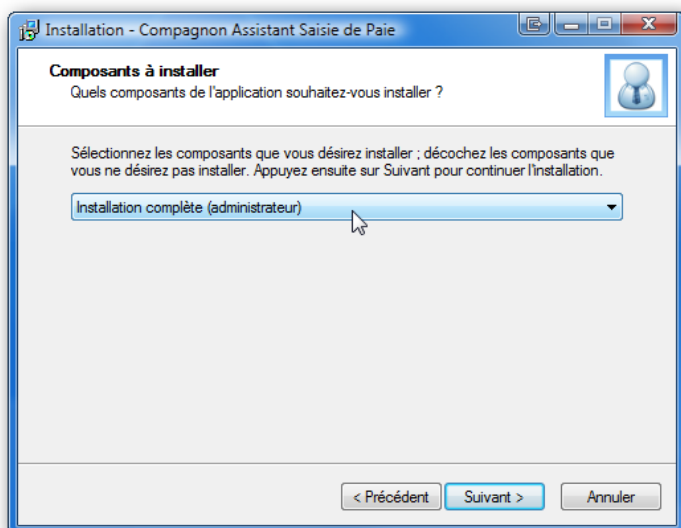 Installation - Compagnon Assistant Saisie de Paie
Composants à installer
Quels composants de l'application souhaitez-vous installer ?
Sélectionnez les composants que vous désirez installer ; décochez les composants que
vous ne désirez pas installer. Appuyez ensuite sur Suivant pour continuer l'installation.
Installation complète (administrateur)
< Précédent
Suivant >
Annuler